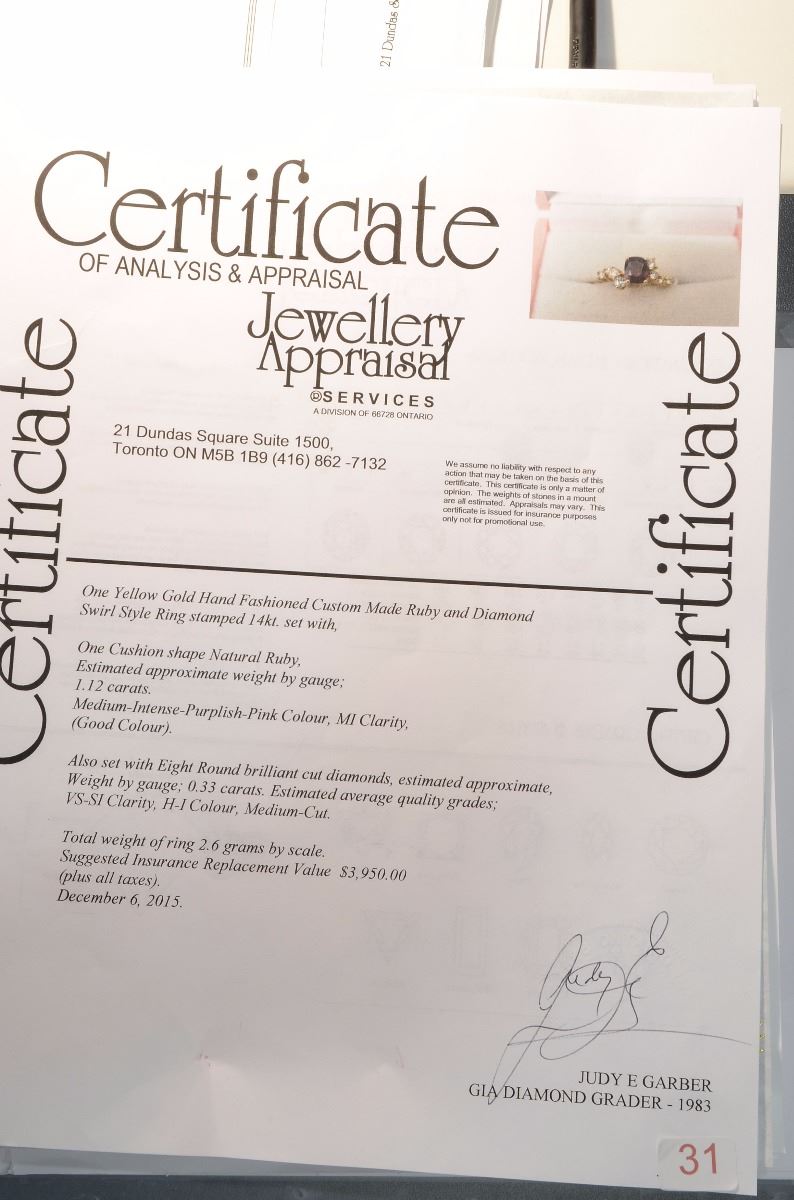 21 Dundas
Certificate
OF ANALYSIS & APPRAISAL
Jewellery
Appraisal
®SERVICES
A DIVISION OF 66728 ONTARIO
Certificate
Certificate
21 Dundas Square Suite 1500,
Toronto ON M5B 1B9 (416) 862 -7132
We assume no liability with respect to any
action that may be taken on the basis of this
certificate. This certificate is only a matter of
opinion. The weights of stones in a mount
are all estimated. Appraisals may vary. This
certificate is issued for insurance purposes
only not for promotional use.
One Yellow Gold Hand Fashioned Custom Made Ruby and Diamond
Swirl Style Ring stamped 14kt. set with,
One Cushion shape Natural Ruby,
Estimated approximate weight by gauge;
1.12 carats.
Medium-Intense-Purplish-Pink Colour, MI Clarity,
(Good Colour).
Also set with Eight Round brilliant cut diamonds, estimated approximate,
Weight by gauge; 0.33 carats. Estimated average quality grades;
VS-SI Clarity, H-I Colour, Medium-Cut.
Total weight of ring 2.6 grams by scale.
Suggested Insurance Replacement Value $3,950.00
(plus all taxes).
December 6, 2015.
Judy E
JUDY E GARBER
GIA DIAMOND GRADER - 1983
31